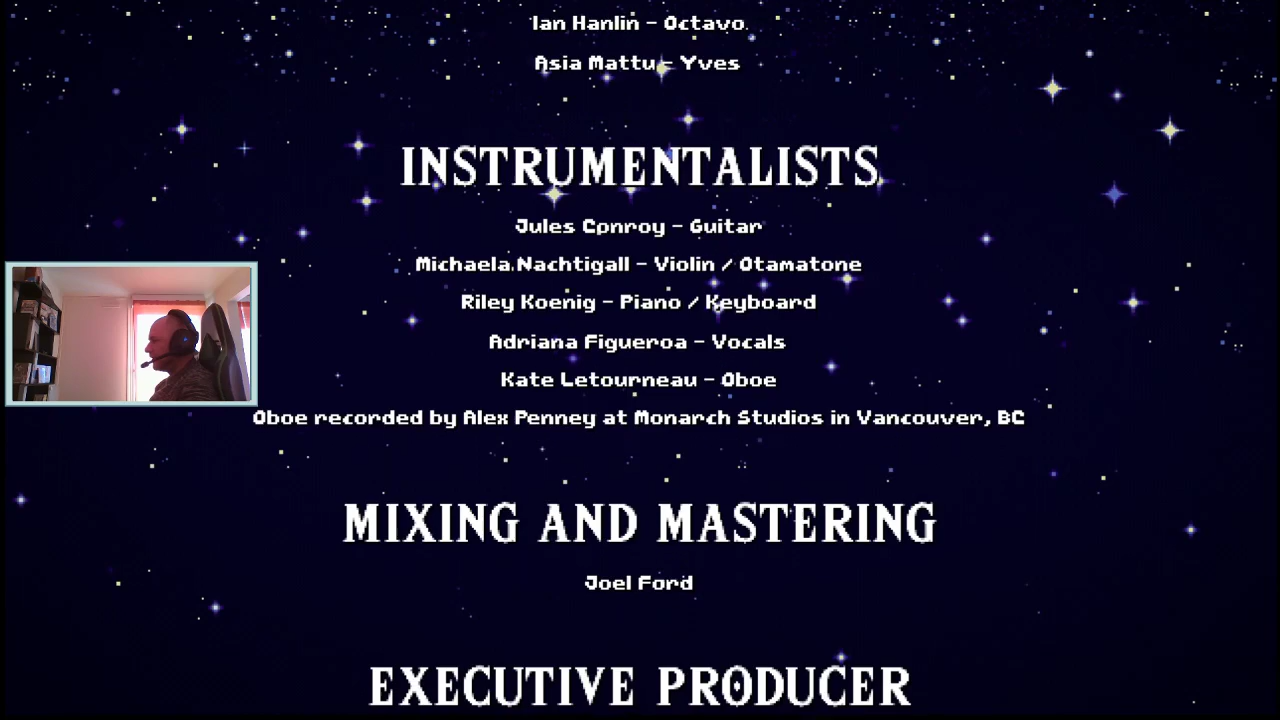 Ian Hanlin - Octavo
Asia Mattu - Yves
INSTRUMENTALISTS
Jules Conroy - Guitar
Michaela Nachtigall - Violin / Otamatone
Riley Koenig - Piano / Keyboard
Adriana Figueroa - Vocals
Kate Letourneau - Oboe
Oboe recorded by Alex Penney at Monarch Studios in Vancouver, BC
MIXING AND MASTERING
Joel Ford
EXECUTIVE PRODUCER